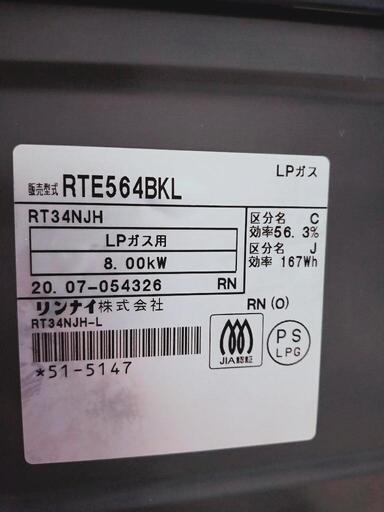 LPガス
販売型式 RTE564BKL
RT34NJH
区分名 C
LPガス用
効率56.3%
区分名 J
8.00kW
効率 167Wh
20.07-054326 RN
リンナイ株式会社
RN(O)
RT34NJH-L
*51-5147
JIA認証
PS
LPG